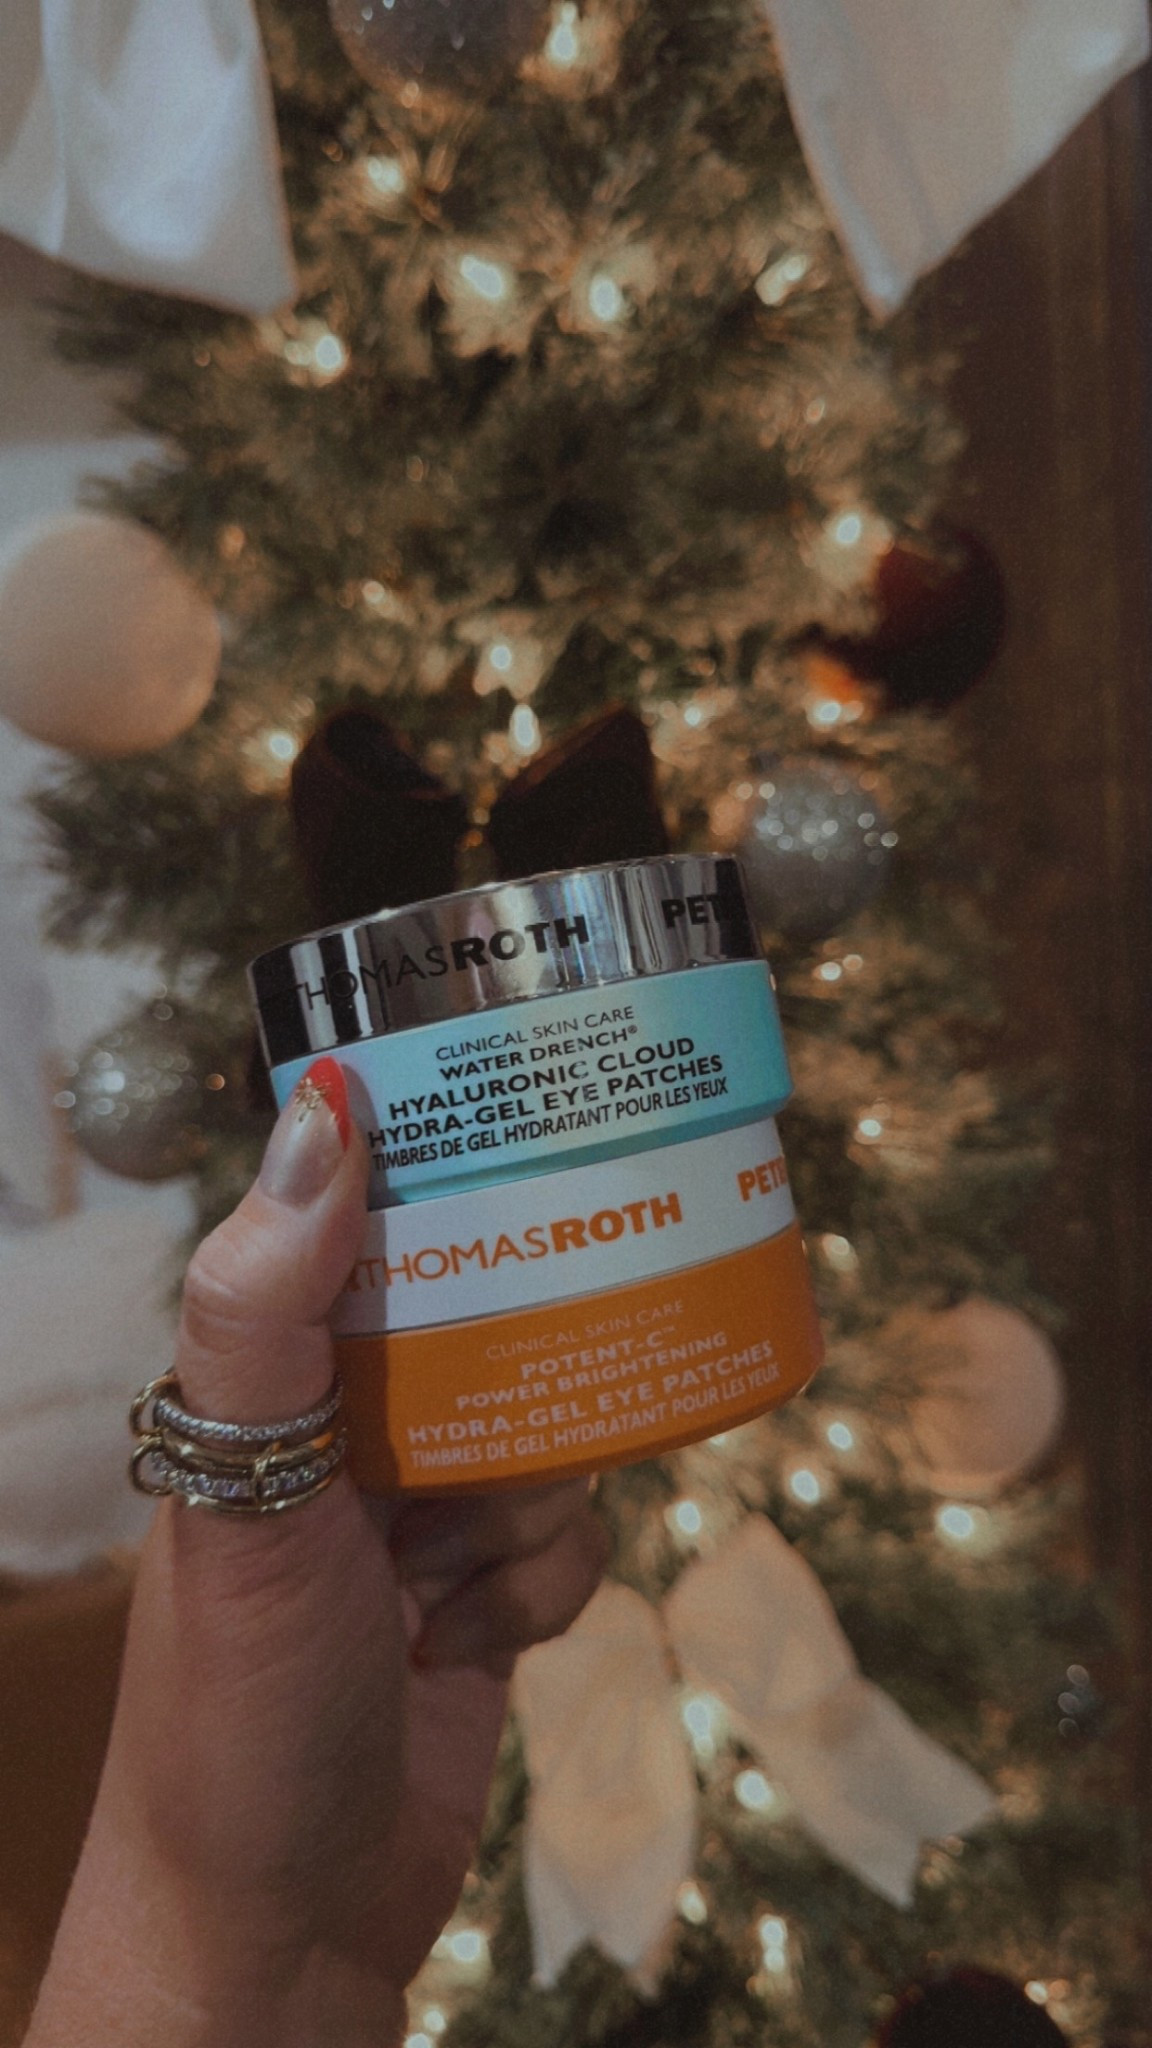 THOMASROTH PET
CLINICAL SKIN CARE
WATER DRENCH®
HYALURONIC CLOUD
HYDRA-GEL EYE PATCHES
TIMBRES DE GEL HYDRATANT POUR LES YEUX
THOMASROTH PETE
CLINICAL SKIN CARE
POTENT-C™
POWER BRIGHTENING
HYDRA-GEL EYE PATCHES
TIMBRES DE GEL HYDRATANT POUR LES YEUX